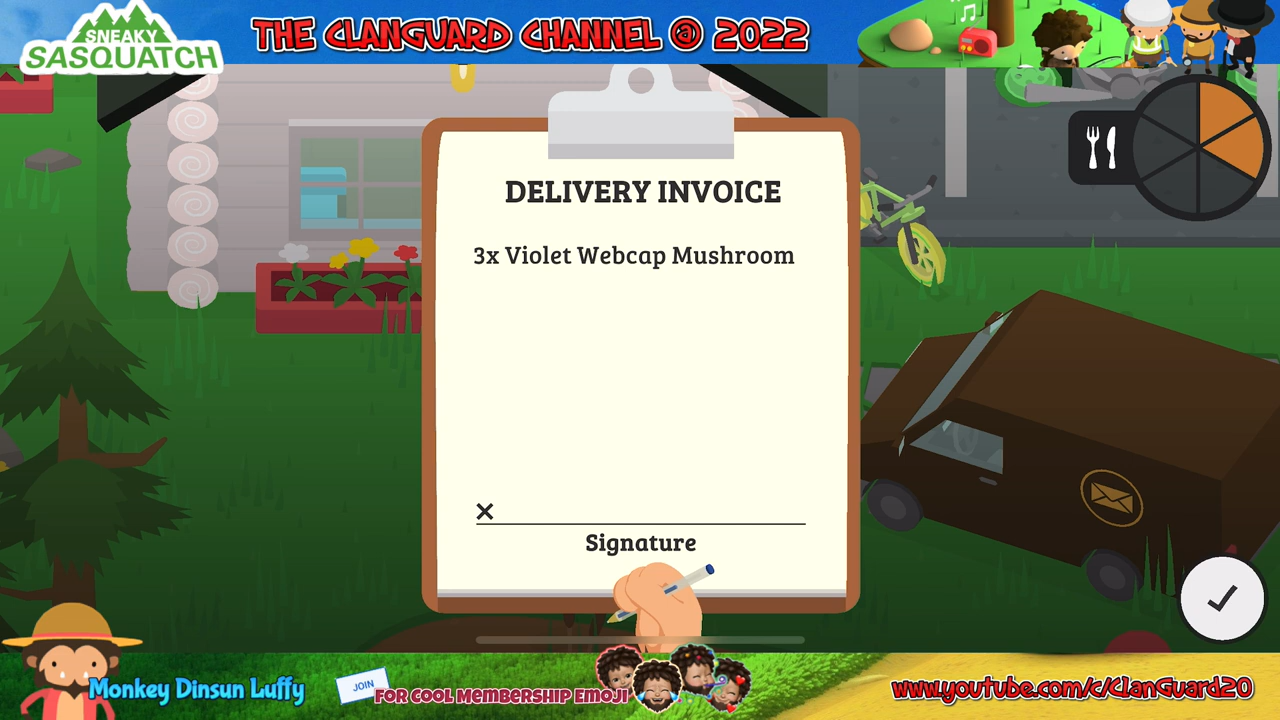 SNEAKY
SASQUATCH
THE CLANGUARD CHANNEL @ 2022
DELIVERY INVOICE
3x Violet Webcap Mushroom
×
Signature
Monkey Dinsun Luffy
JOIN
FOR COOL MEMBERSHIP EMOJI
www.youtube.com/c/ClanGuard20